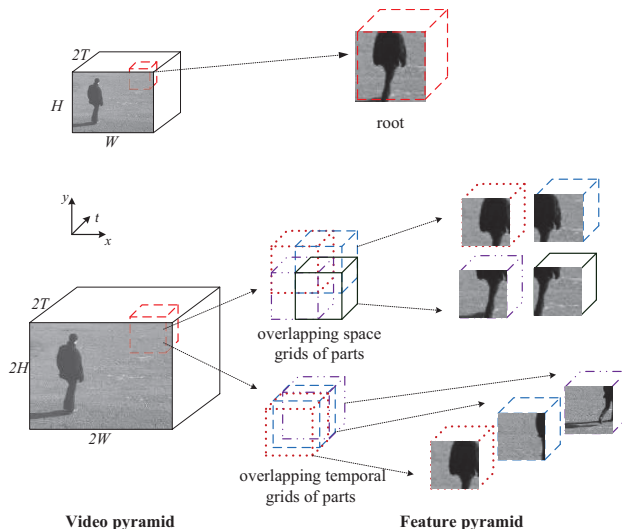 2T
H
W
root
y
t
x
2T
2H
2W
overlapping space
grids of parts
overlapping temporal
grids of parts
Video pyramid
Feature pyramid